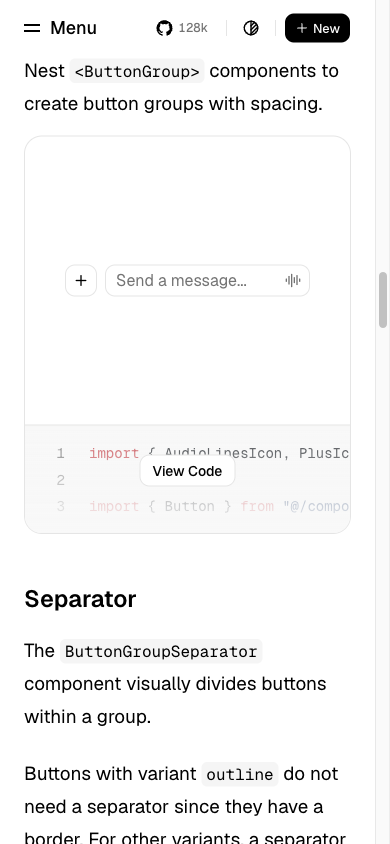 Menu 128k New
Nest <ButtonGroup> components to
create button groups with spacing.
Send a message...
1 import { AudioLinesIcon, PlusIc
View Code
2
3 import { Button } from "@/compo
Separator
The ButtonGroupSeparator
component visually divides buttons
within a group.
Buttons with variant outline do not
need a separator since they have a
border. For other variants, a separator